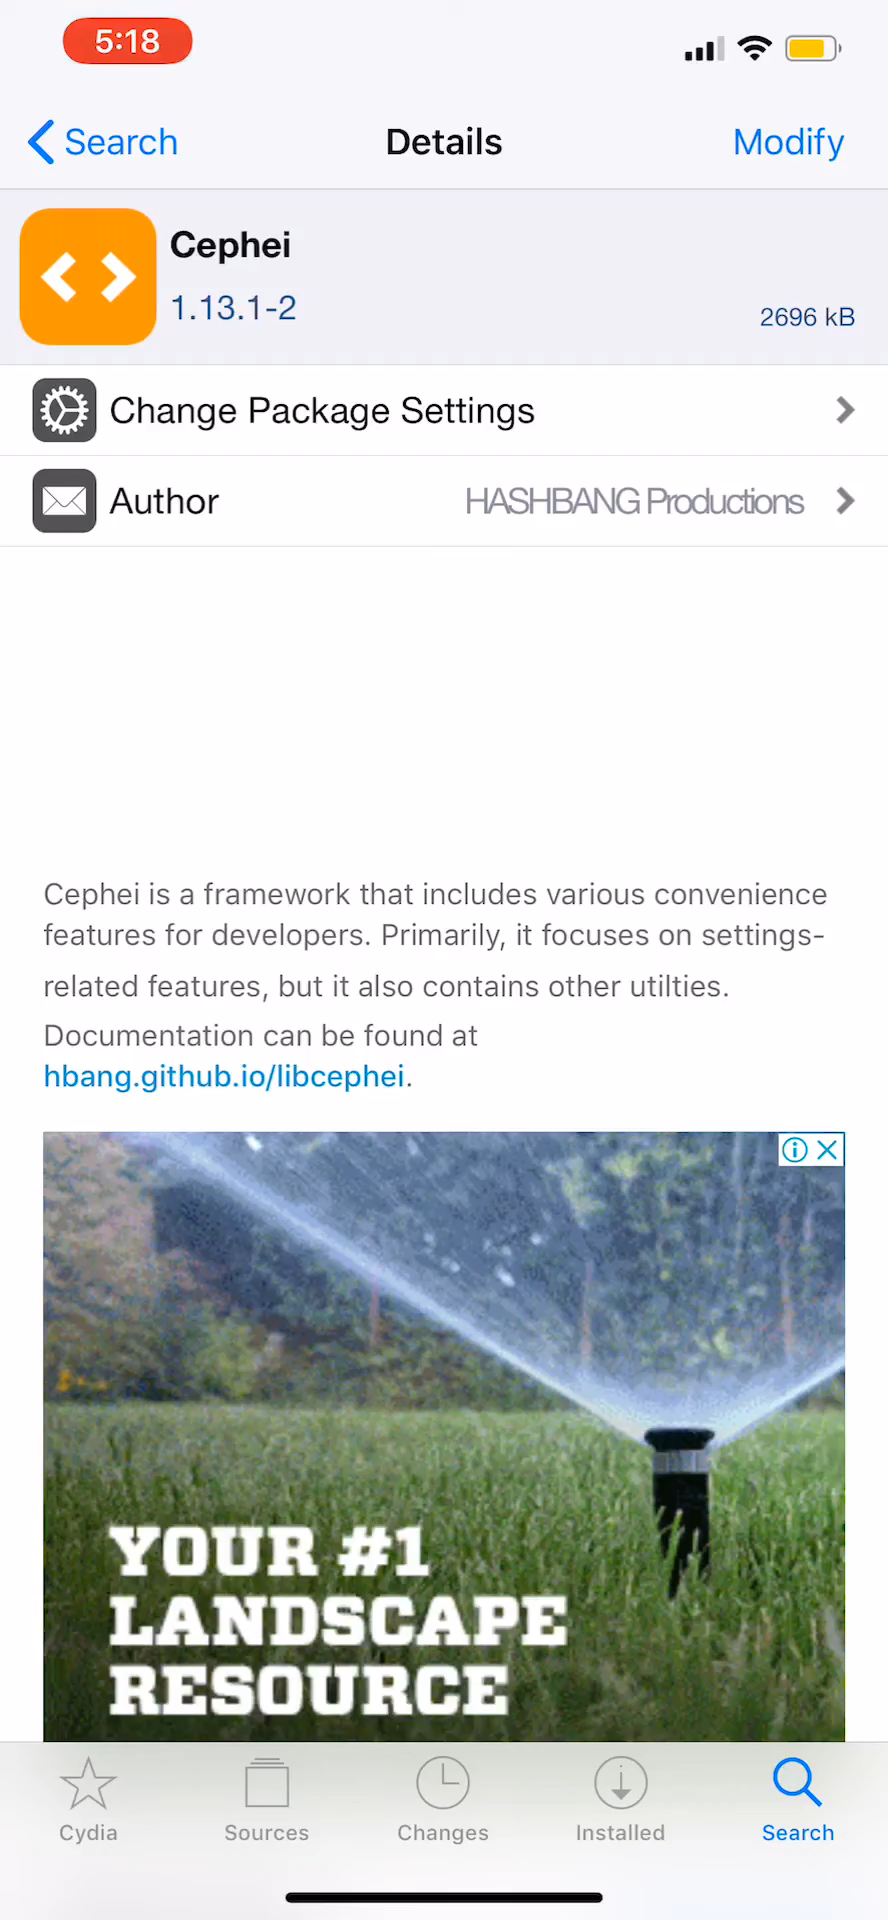 5:18
Search
Details
Modify
Cephei
1.13.1-2
2696 kB
Change Package Settings
Author
HASHBANG Productions
Cephei is a framework that includes various convenience
features for developers. Primarily, it focuses on settings-
related features, but it also contains other utilties.
Documentation can be found at
hbang.github.io/libcephei.
YOUR #1
LANDSCAPE
RESOURCE
Cydia
Sources
Changes
Installed
Search